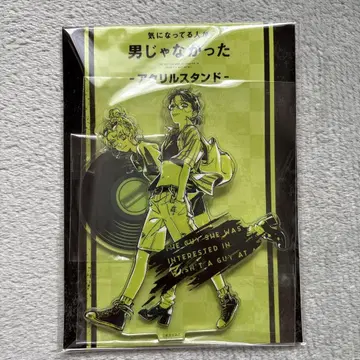 気になってる人が
男じゃなかった
-アクリルスタンド-
THE GUY SHE WAS
INTERESTED IN
WASN'T A GUY AT